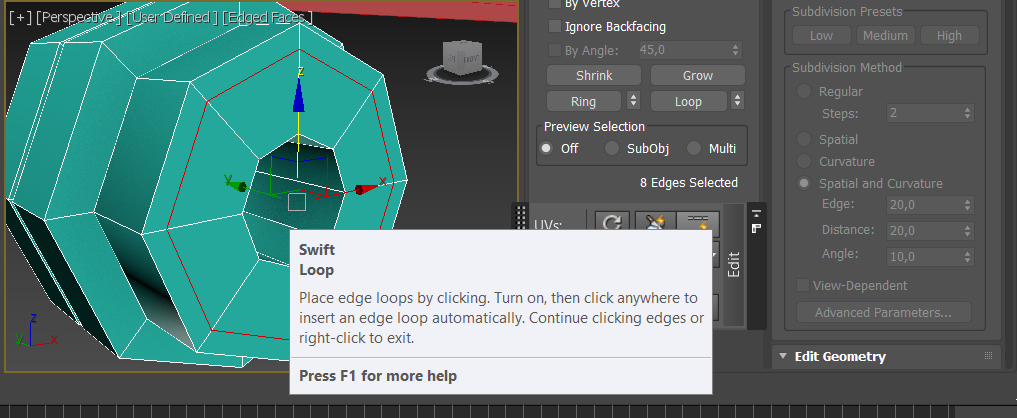 [ + ] [Perspective ] [User Defined ] [Edged Faces ]
z
y
x
z
y
x
By Vertex
Ignore Backfacing
By Angle: 45,0
Shrink Grow
Ring Loop
Preview Selection
Off SubObj Multi
8 Edges Selected
UVs:
Edit
Swift
Loop
Place edge loops by clicking. Turn on, then click anywhere to
insert an edge loop automatically. Continue clicking edges or
right-click to exit.
Press F1 for more help
Subdivision Presets
Low Medium High
Subdivision Method
Regular
Steps: 2
Spatial
Curvature
Spatial and Curvature
Edge: 20,0
Distance: 20,0
Angle: 10,0
View-Dependent
Advanced Parameters...
Edit Geometry